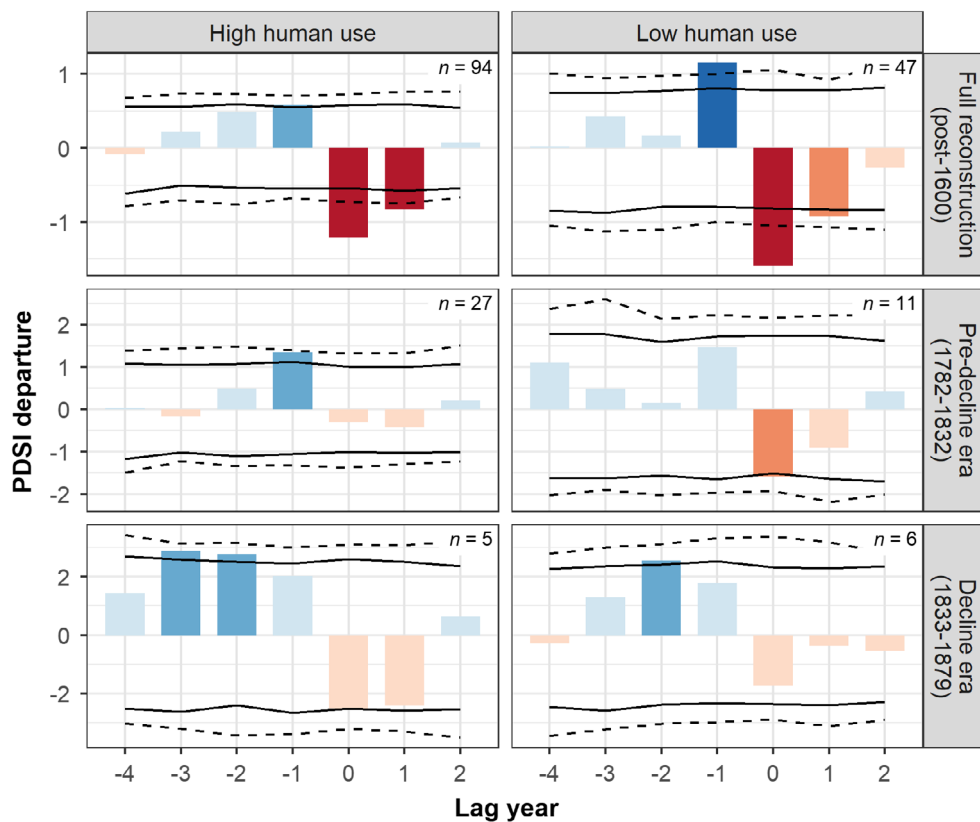 High human use
Low human use
n = 94
n = 47
1
0
-1
Full reconstruction
(post-1600)
n = 27
n = 11
2
1
0
-1
-2
Pre-decline era
(1782-1832)
n = 5
n = 6
2
0
-2
Decline era
(1833-1879)
PDSI departure
-4 -3 -2 -1 0 1 2
-4 -3 -2 -1 0 1 2
Lag year